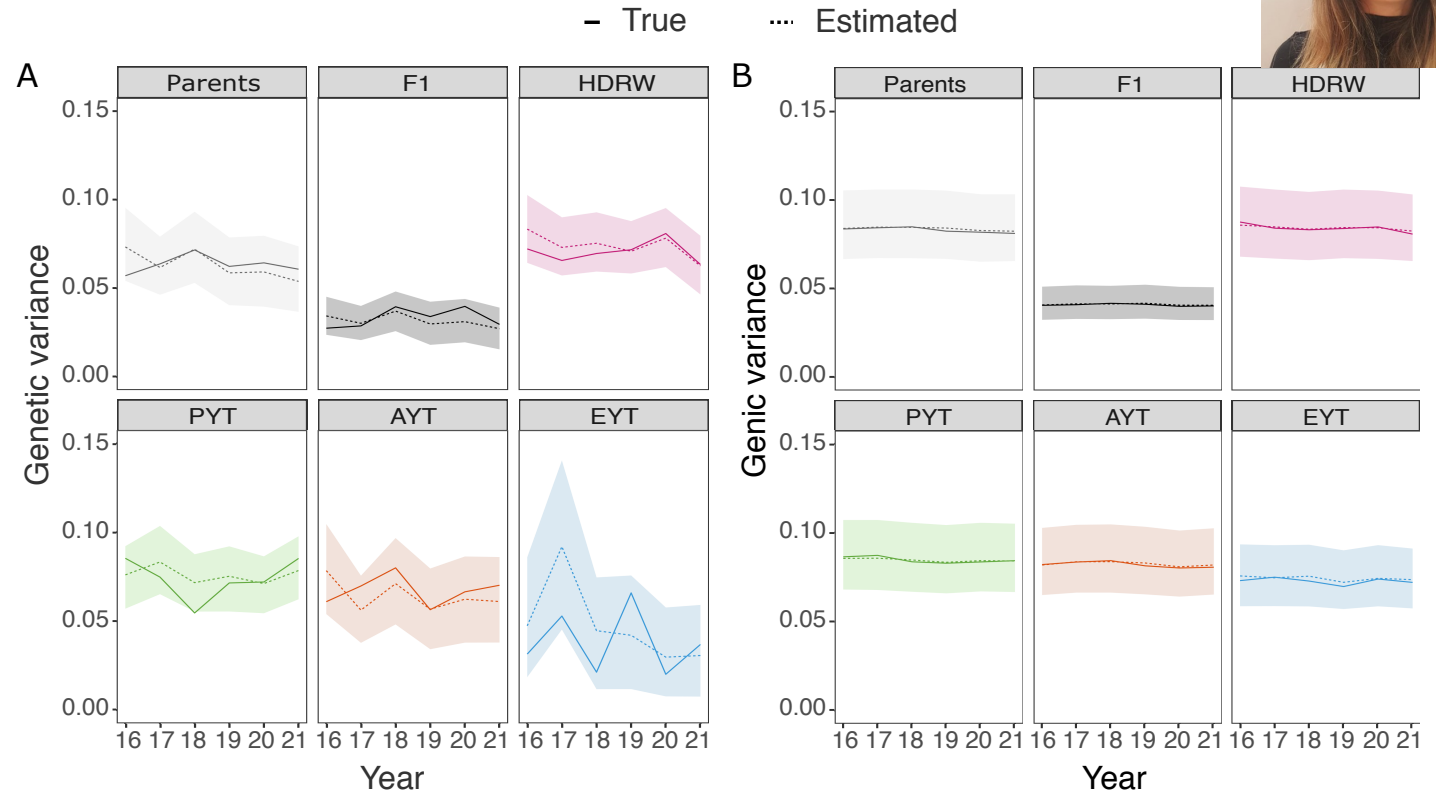 True Estimated
A B
Parents F1 HDRW Parents F1 HDRW
0.15 0.15
0.10 0.10
0.05 0.05
0.00 0.00
Genetic variance Genic variance
PYT AYT EYT PYT AYT EYT
0.15 0.15
0.10 0.10
0.05 0.05
0.00 0.00
16 17 18 19 20 21 16 17 18 19 20 21 16 17 18 19 20 21 16 17 18 19 20 21 16 17 18 19 20 21 16 17 18 19 20 21
Year Year